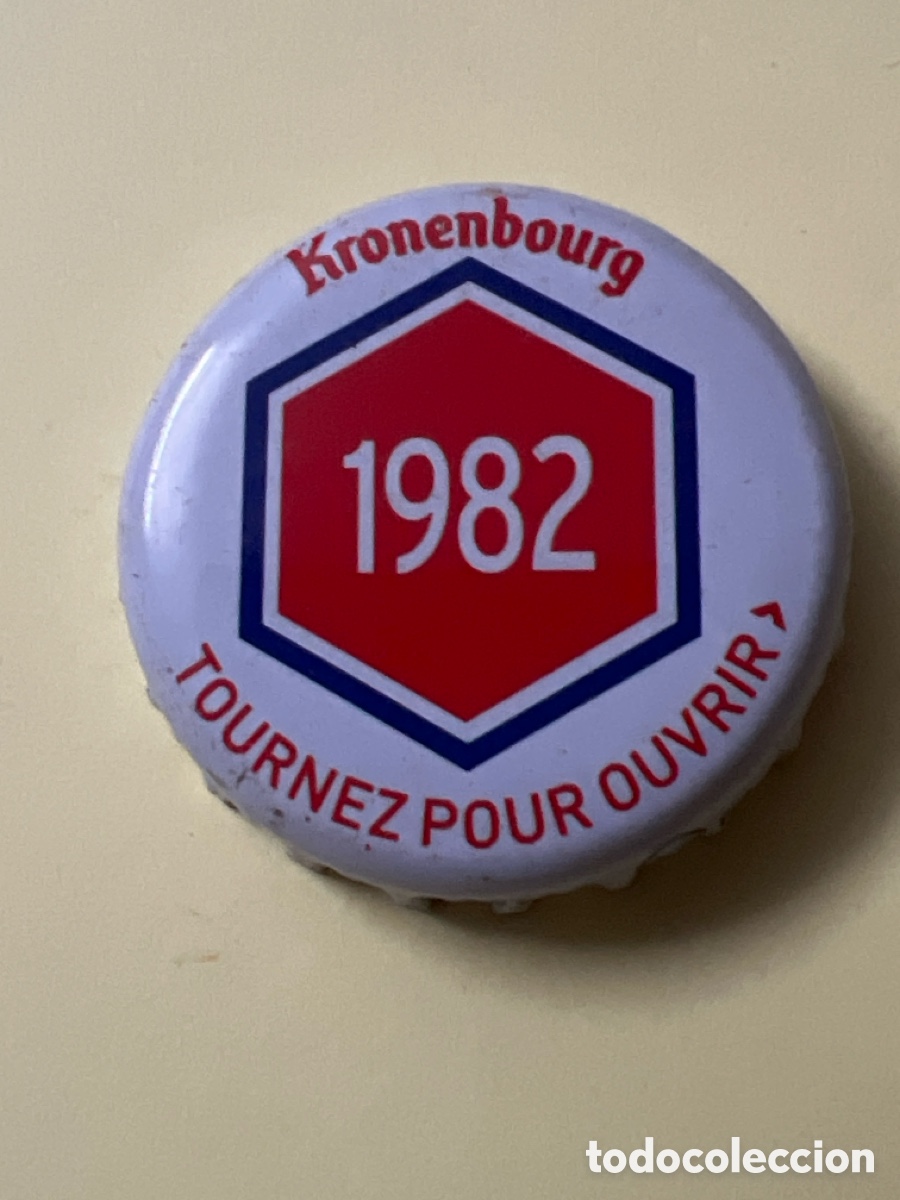 Kronenbourg
1982
TOURNEZ POUR OUVRIR >
todocoleccion